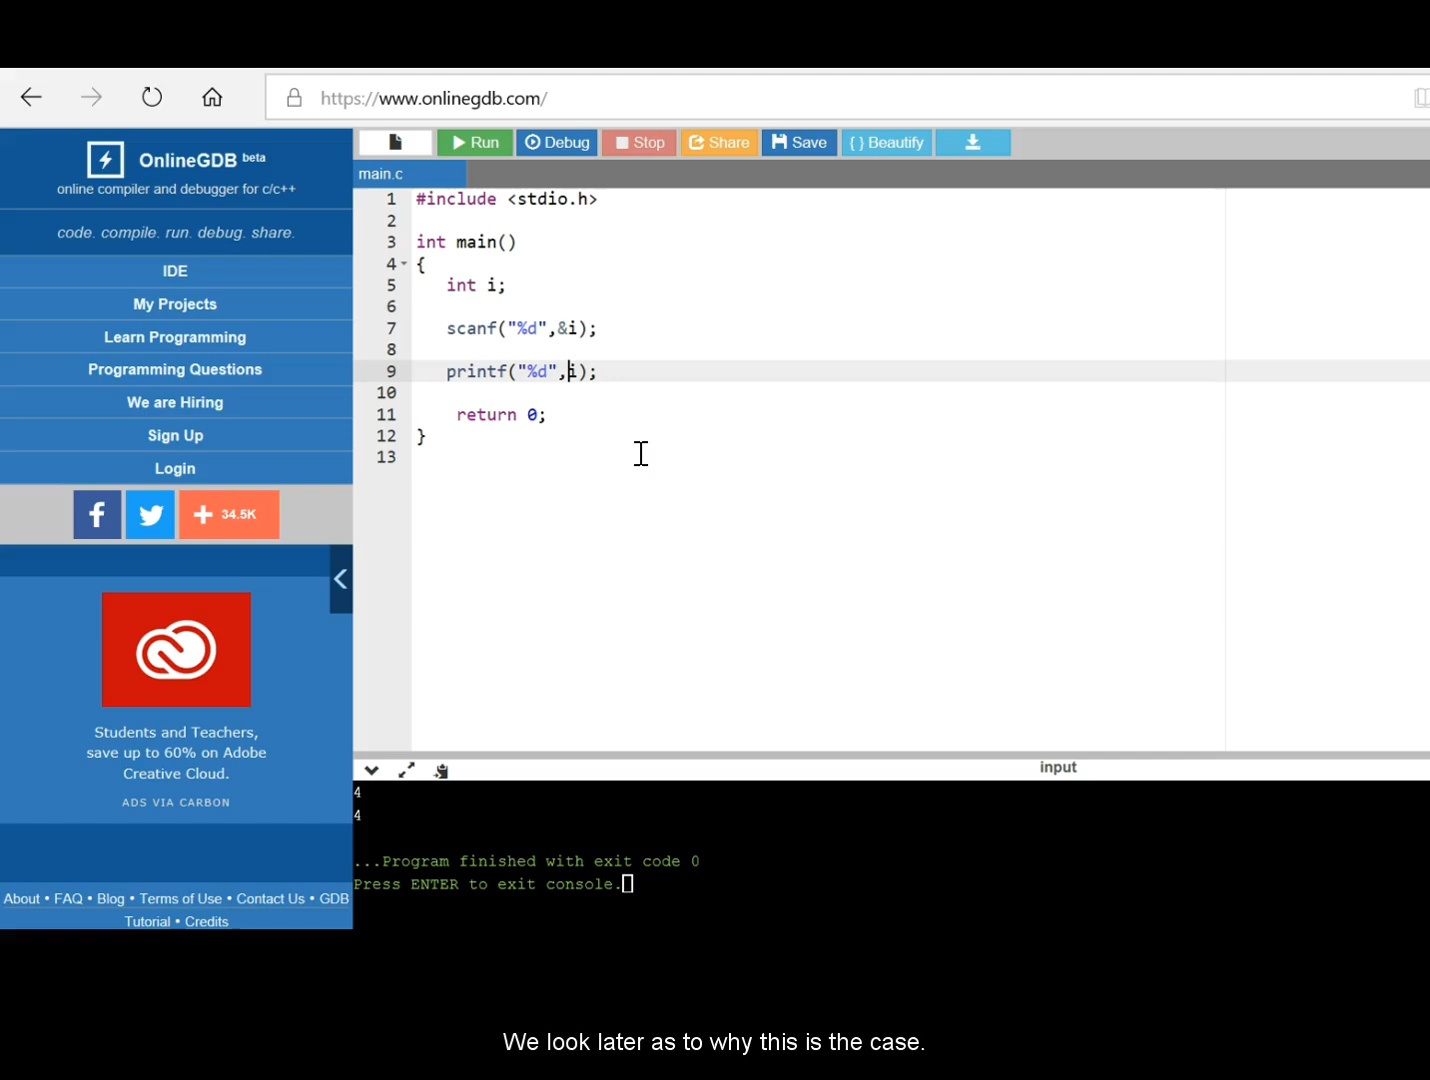 https://www.onlinegdb.com/
OnlineGDB beta
online compiler and debugger for c/c++
code. compile. run. debug. share.
IDE
My Projects
Learn Programming
Programming Questions
We are Hiring
Sign Up
Login
34.5K
Students and Teachers,
save up to 60% on Adobe
Creative Cloud.
ADS VIA CARBON
About • FAQ • Blog • Terms of Use • Contact Us • GDB
Tutorial • Credits
Run Debug Stop Share Save { } Beautify
main.c
1 #include <stdio.h>
2
3 int main()
4 {
5 int i;
6
7 scanf("%d",&i);
8
9 printf("%d",i);
10
11 return 0;
12 }
13
input
4
4
...Program finished with exit code 0
Press ENTER to exit console.
We look later as to why this is the case.